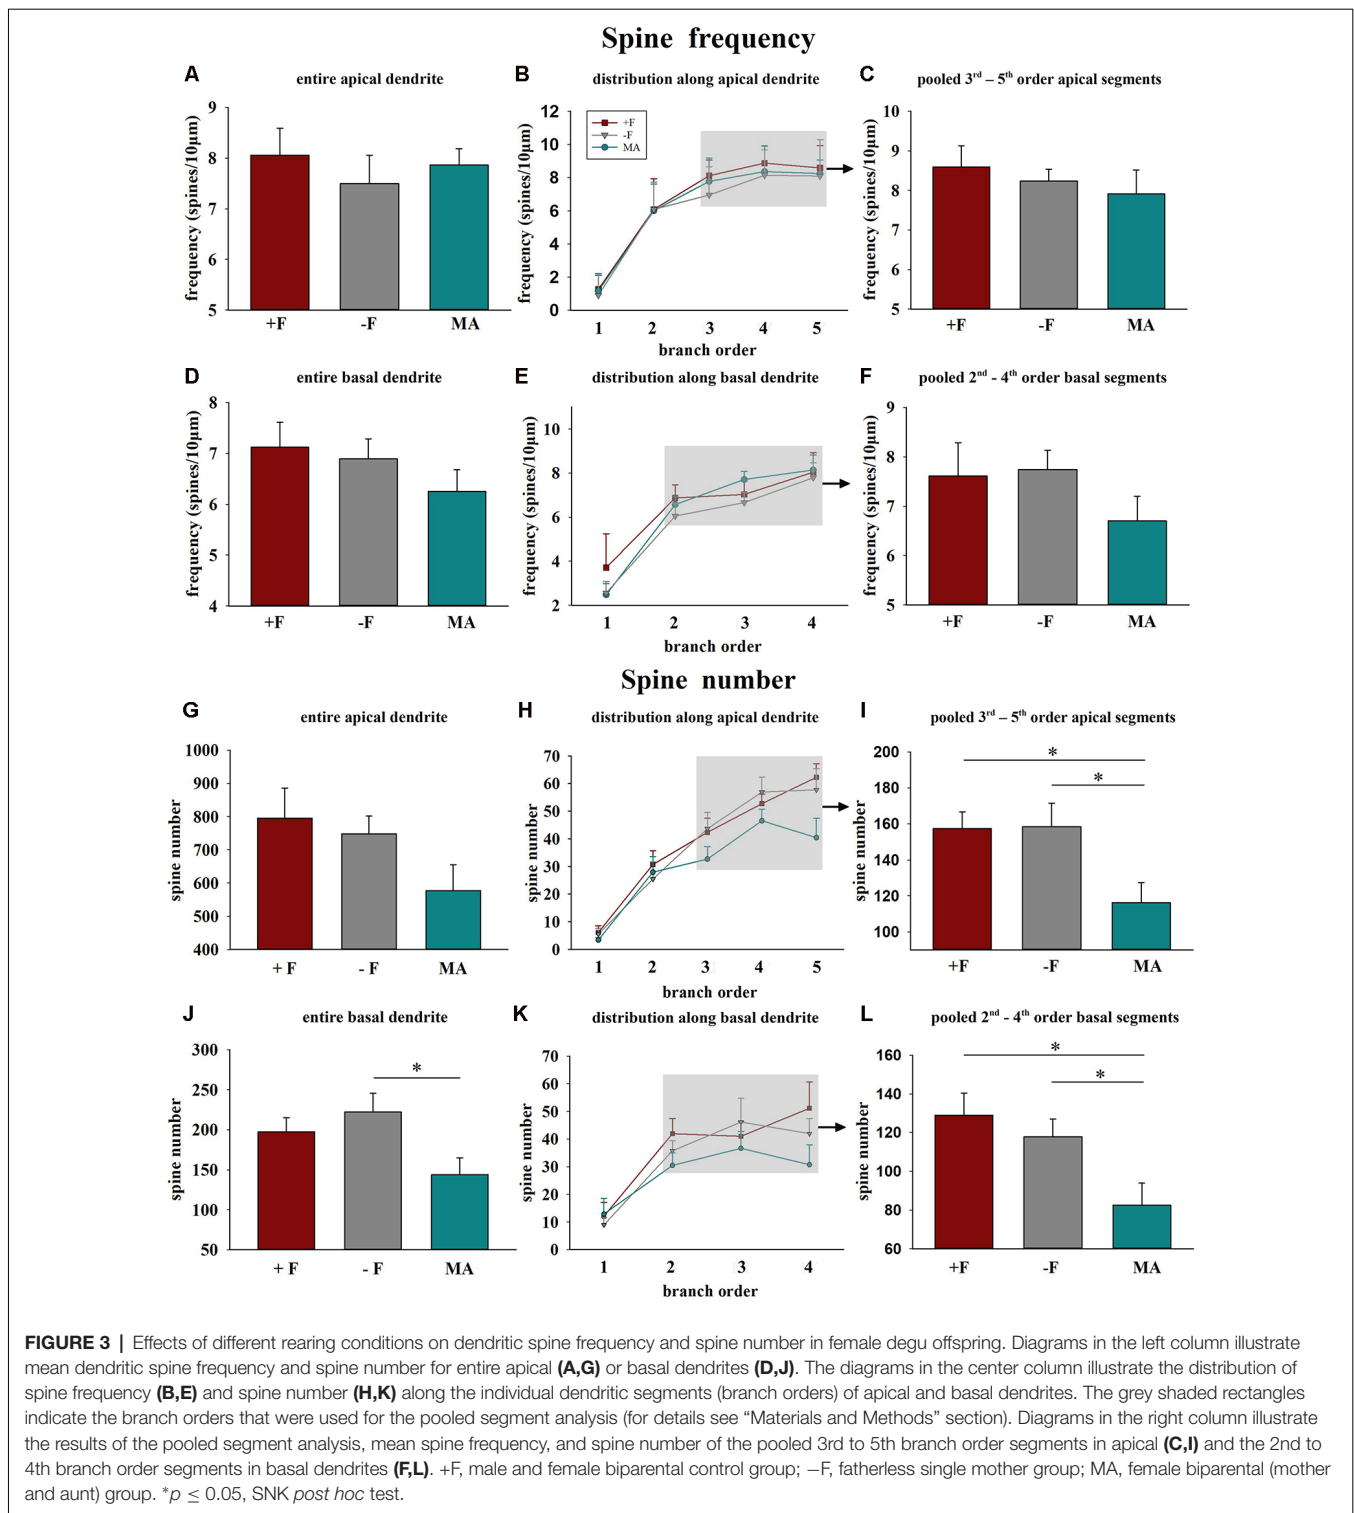 Spine frequency
A entire apical dendrite
frequency (spines/10μm)
9
8
7
6
5
+F -F MA
B distribution along apical dendrite
frequency (spines/10μm)
12
10
8
6
4
2
0
+F
-F
MA
1 2 3 4 5
branch order
C pooled 3rd – 5th order apical segments
frequency (spines/10μm)
10
9
8
7
6
5
+F -F MA
D entire basal dendrite
frequency (spines/10μm)
8
7
6
5
4
+F -F MA
E distribution along basal dendrite
frequency (spines/10μm)
10
8
6
4
2
1 2 3 4
branch order
F pooled 2nd - 4th order basal segments
frequency (spines/10μm)
9
8
7
6
5
+F -F MA
Spine number
G entire apical dendrite
spine number
1000
900
800
700
600
500
400
+ F - F MA
H distribution along apical dendrite
spine number
70
60
50
40
30
20
10
0
1 2 3 4 5
branch order
I pooled 3rd – 5th order apical segments
spine number
200
180
160
140
120
100
*
*
+F -F MA
J entire basal dendrite
spine number
300
250
200
150
100
50
*
+ F - F MA
K distribution along basal dendrite
spine number
70
60
50
40
30
20
10
0
1 2 3 4
branch order
L pooled 2nd - 4th order basal segments
spine number
160
140
120
100
80
60
*
*
+F -F MA
FIGURE 3 | Effects of different rearing conditions on dendritic spine frequency and spine number in female degu offspring. Diagrams in the left column illustrate
mean dendritic spine frequency and spine number for entire apical (A,G) or basal dendrites (D,J). The diagrams in the center column illustrate the distribution of
spine frequency (B,E) and spine number (H,K) along the individual dendritic segments (branch orders) of apical and basal dendrites. The grey shaded rectangles
indicate the branch orders that were used for the pooled segment analysis (for details see “Materials and Methods” section). Diagrams in the right column illustrate
the results of the pooled segment analysis, mean spine frequency, and spine number of the pooled 3rd to 5th branch order segments in apical (C,I) and the 2nd to
4th branch order segments in basal dendrites (F,L). +F, male and female biparental control group; −F, fatherless single mother group; MA, female biparental (mother
and aunt) group. *p ≤ 0.05, SNK post hoc test.